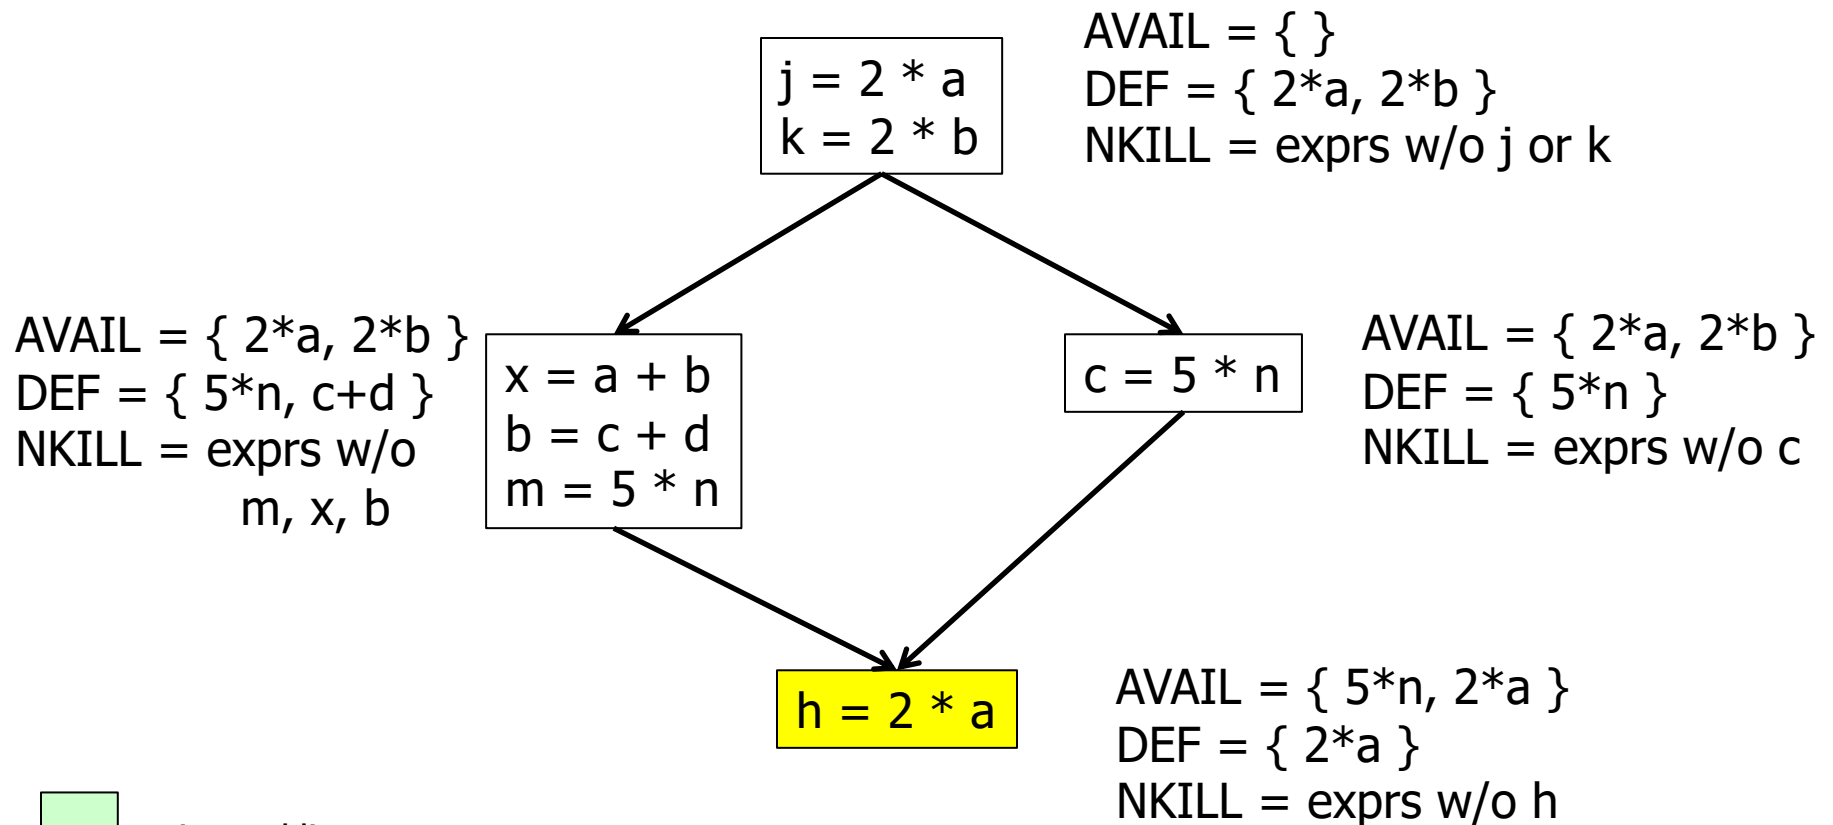 j = 2 * a
k = 2 * b
AVAIL = { }
DEF = { 2*a, 2*b }
NKILL = exprs w/o j or k
AVAIL = { 2*a, 2*b }
DEF = { 5*n, c+d }
NKILL = exprs w/o
m, x, b
x = a + b
b = c + d
m = 5 * n
c = 5 * n
AVAIL = { 2*a, 2*b }
DEF = { 5*n }
NKILL = exprs w/o c
h = 2 * a
AVAIL = { 5*n, 2*a }
DEF = { 2*a }
NKILL = exprs w/o h